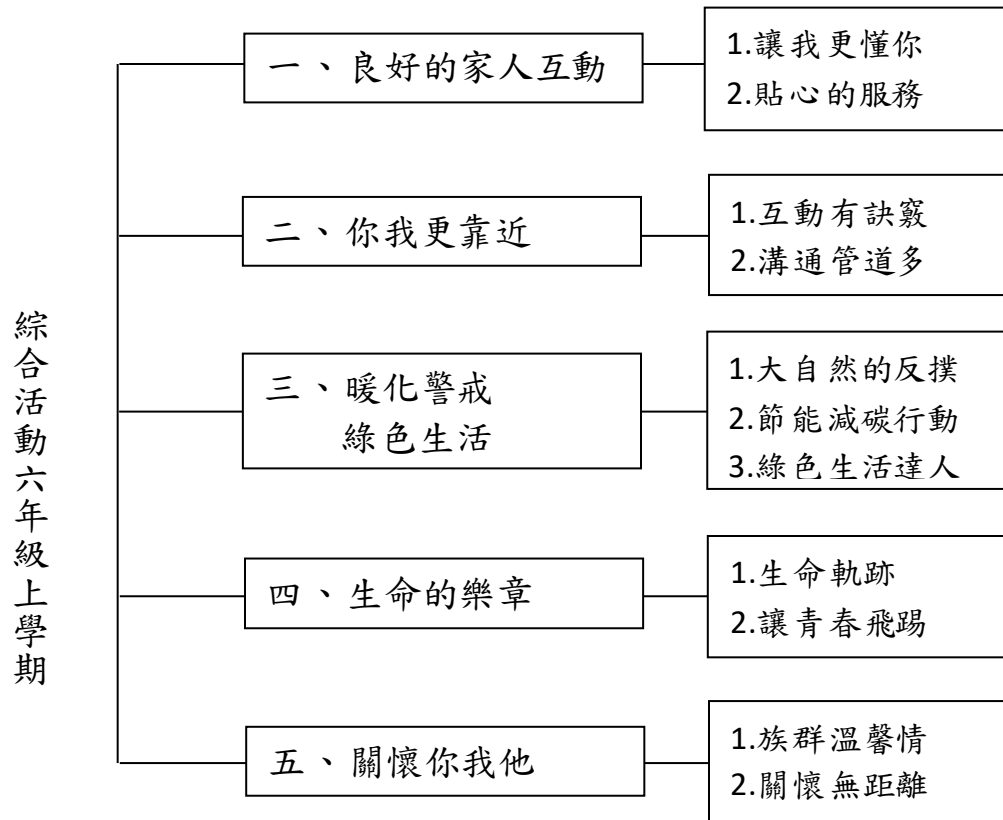 綜合活動六年級上學期
一、良好的家人互動
1.讓我更懂你
2.貼心的服務
二、你我更靠近
1.互動有訣竅
2.溝通管道多
三、暖化警戒
綠色生活
1.大自然的反撲
2.節能減碳行動
3.綠色生活達人
四、生命的樂章
1.生命軌跡
2.讓青春飛踢
五、關懷你我他
1.族群溫馨情
2.關懷無距離